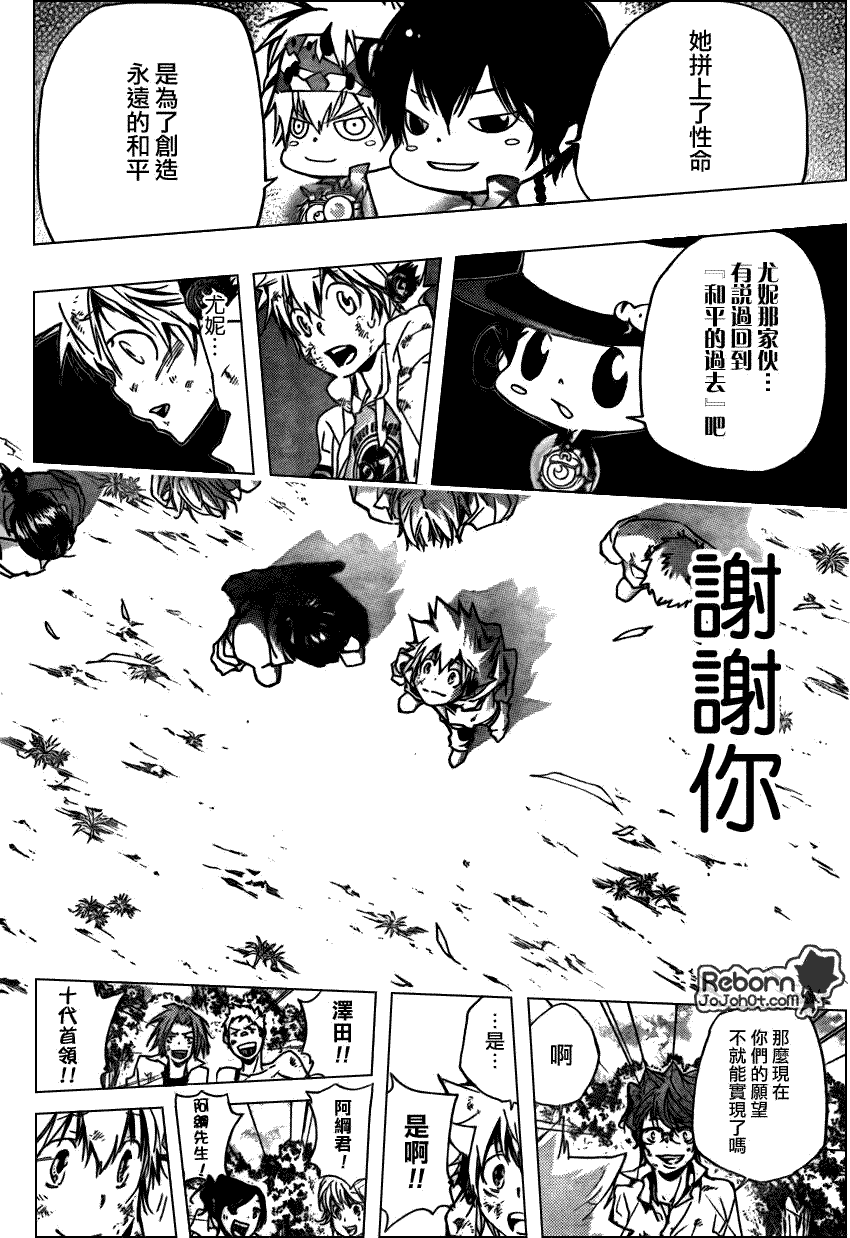 她拼上了性命
是為了創造
永遠的和平
尤妮那家伙…
有説過回到
『和平的過去』吧
尤妮…
謝謝你
Reborn
JoJohot.com
那麼現在
你們的願望
不就能實現了嗎
啊
…是…
是啊!!
澤田!!
十代首領!!
阿綱君!
阿綱先生!